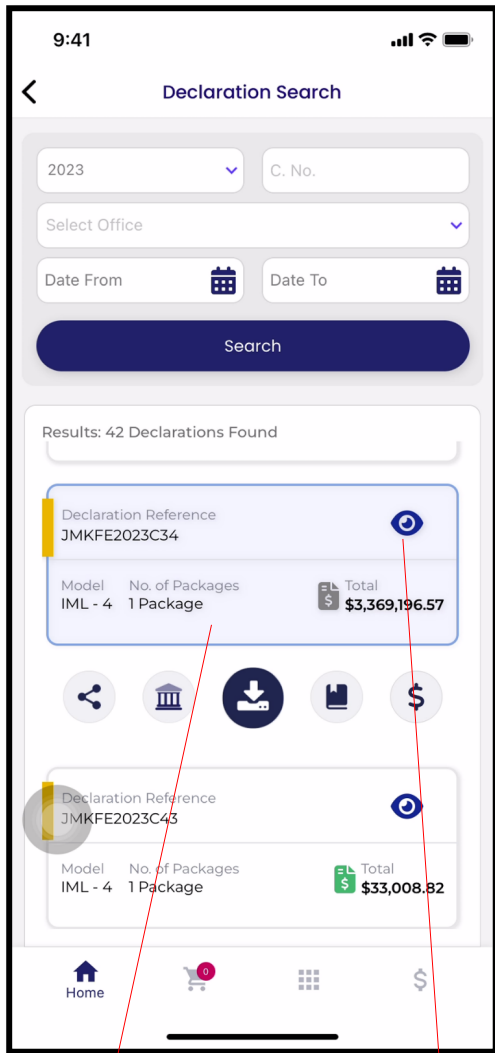 9:41
Declaration Search
2023
C. No.
Select Office
Date From
Date To
Search
Results: 42 Declarations Found
Declaration Reference
JMKFE2023C34
Model No. of Packages Total
IML - 4 1 Package $ $3,369,196.57
$
Declaration Reference
JMKFE2023C43
Model No. of Packages Total
IML - 4 1 Package $ $33,008.82
0
$
Home